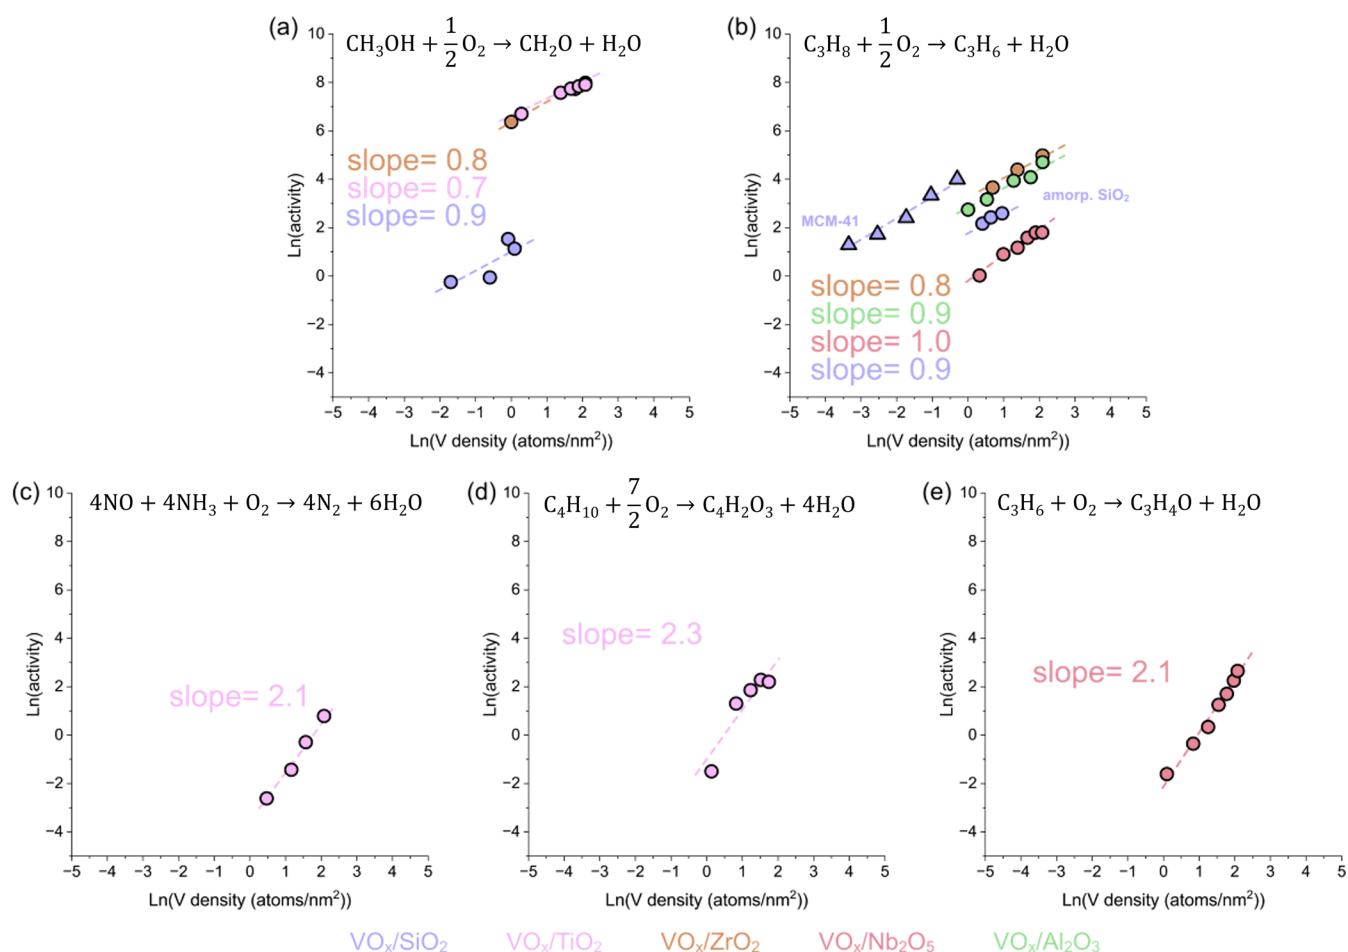 (a)
CH₃OH + 1/2 O₂ → CH₂O + H₂O
10
8
6
4
2
0
−2
−4
Ln(activity)
slope= 0.8
slope= 0.7
slope= 0.9
−5 −4 −3 −2 −1 0 1 2 3 4 5
Ln(V density (atoms/nm²))
(b)
C₃H₈ + 1/2 O₂ → C₃H₆ + H₂O
10
8
6
4
2
0
−2
−4
Ln(activity)
MCM-41
amorp. SiO₂
slope= 0.8
slope= 0.9
slope= 1.0
slope= 0.9
−5 −4 −3 −2 −1 0 1 2 3 4 5
Ln(V density (atoms/nm²))
(c)
4NO + 4NH₃ + O₂ → 4N₂ + 6H₂O
10
8
6
4
2
0
−2
−4
Ln(activity)
slope= 2.1
−5 −4 −3 −2 −1 0 1 2 3 4 5
Ln(V density (atoms/nm²))
(d)
C₄H₁₀ + 7/2 O₂ → C₄H₂O₃ + 4H₂O
10
8
6
4
2
0
−2
−4
Ln(activity)
slope= 2.3
−5 −4 −3 −2 −1 0 1 2 3 4 5
Ln(V density (atoms/nm²))
(e)
C₃H₆ + O₂ → C₃H₄O + H₂O
10
8
6
4
2
0
−2
−4
Ln(activity)
slope= 2.1
−5 −4 −3 −2 −1 0 1 2 3 4 5
Ln(V density (atoms/nm²))
VOₓ/SiO₂ VOₓ/TiO₂ VOₓ/ZrO₂ VOₓ/Nb₂O₅ VOₓ/Al₂O₃